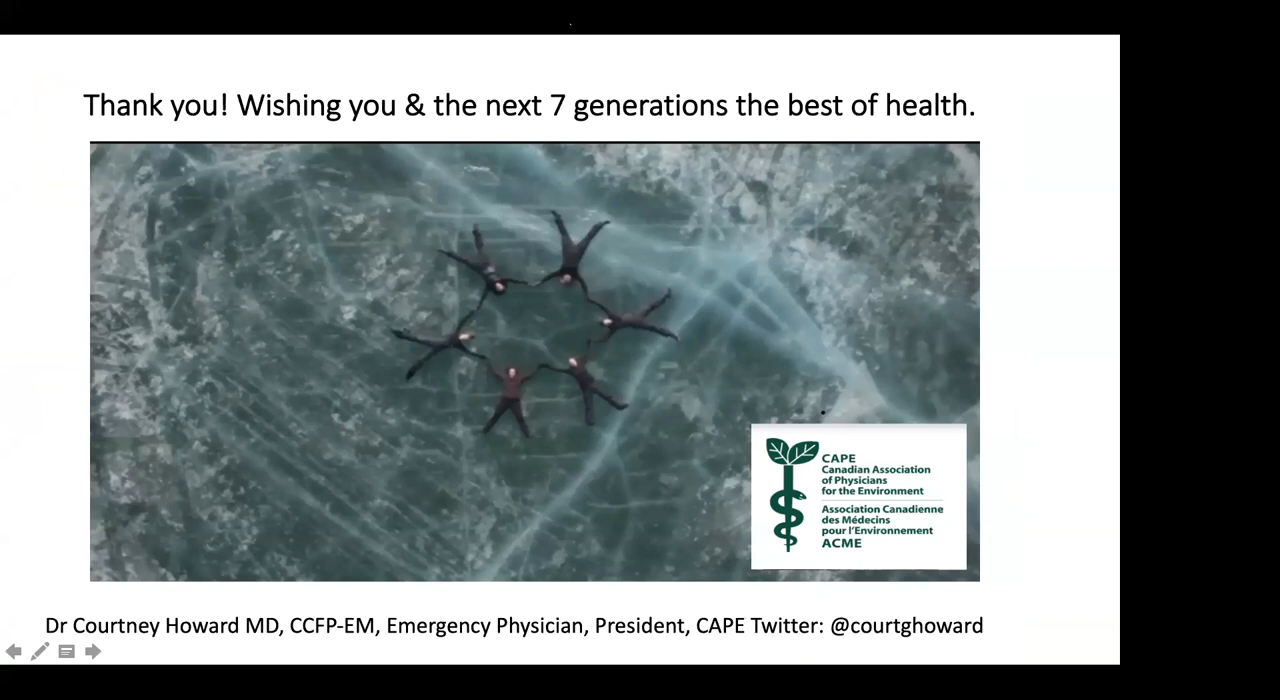 Thank you! Wishing you & the next 7 generations the best of health.
CAPE
Canadian Association
of Physicians
for the Environment
Association Canadienne
des Médecins
pour l'Environnement
ACME
Dr Courtney Howard MD, CCFP-EM, Emergency Physician, President, CAPE Twitter: @courtghoward